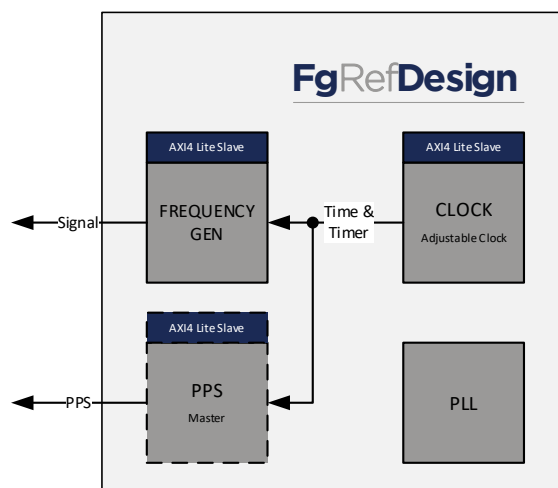 FgRefDesign
AXI4 Lite Slave
FREQUENCY
GEN
Signal
Time &
Timer
AXI4 Lite Slave
CLOCK
Adjustable Clock
AXI4 Lite Slave
PPS
Master
PPS
PLL